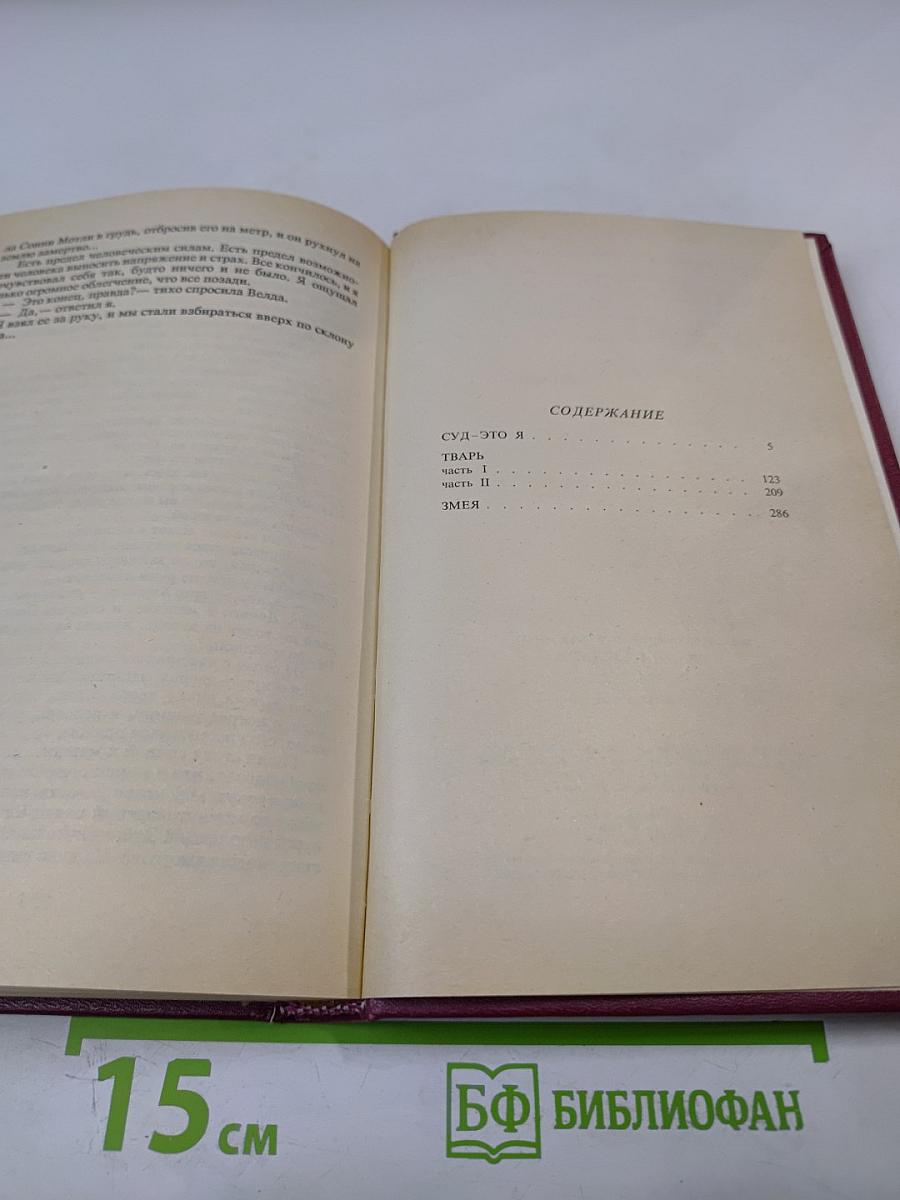 ла Сонни Мотли в грудь, отбросив его на метр, и он рухнул на
землю замертво...
Есть предел человеческим силам. Есть предел возможно-
человека выносить напряжение и страх. Все кончилось, и я
чувствовал себя так, будто ничего и не было. Я ощущал
лько огромное облегчение, что все позади.
— Это конец, правда?— тихо спросила Велда.
— Да,— ответил я.
Я взял ее за руку, и мы стали взбираться вверх по склону
а...
СОДЕРЖАНИЕ
СУД–ЭТО Я . . . . . . . . . . . . . . . . 5
ТВАРЬ
часть I . . . . . . . . . . . . . . . . . . 123
часть II . . . . . . . . . . . . . . . . . . 209
ЗМЕЯ . . . . . . . . . . . . . . . . . . 286
15 СМ
БФ БИБЛИОФАН